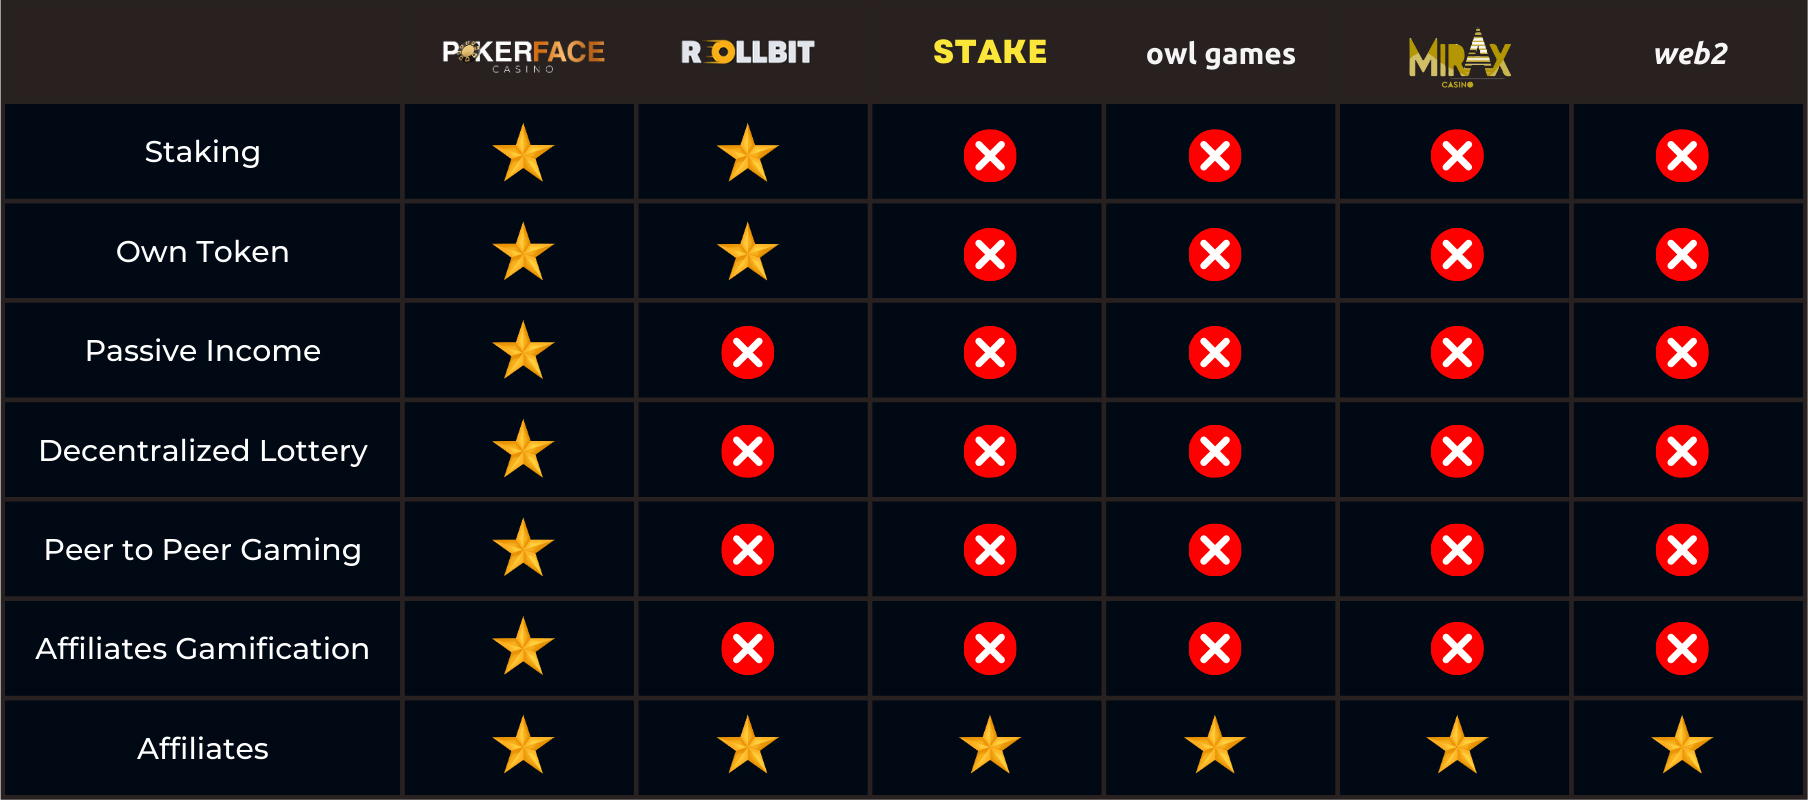 POKERFACE ROLLBIT STAKE owl games MIRAX web2
CASINO CASINO
Staking
Own Token
Passive Income
Decentralized Lottery
Peer to Peer Gaming
Affiliates Gamification
Affiliates